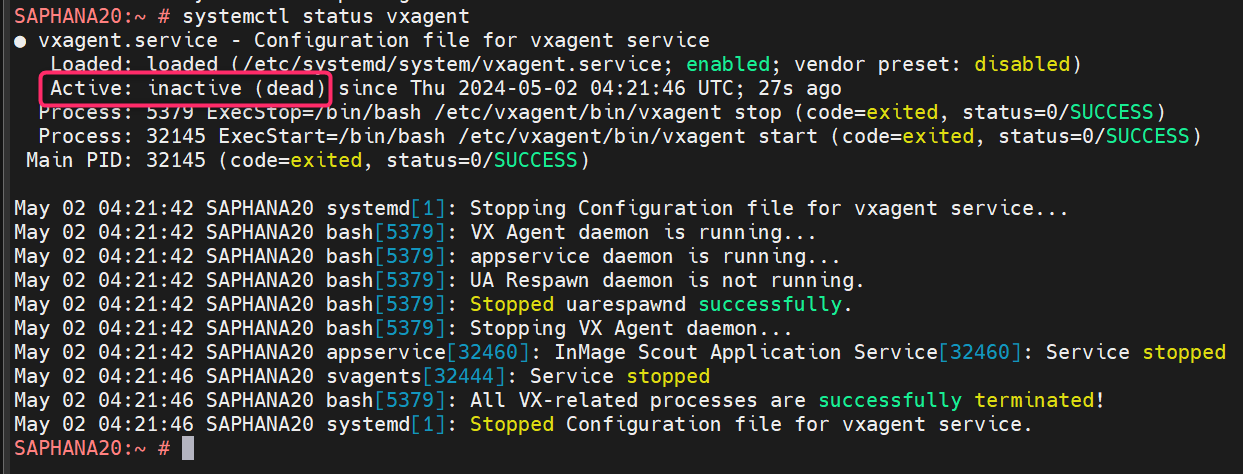 SAPHANA20:~ # systemctl status vxagent
● vxagent.service - Configuration file for vxagent service
Loaded: loaded (/etc/systemd/system/vxagent.service; enabled; vendor preset: disabled)
Active: inactive (dead) since Thu 2024-05-02 04:21:46 UTC; 27s ago
Process: 5379 ExecStop=/bin/bash /etc/vxagent/bin/vxagent stop (code=exited, status=0/SUCCESS)
Process: 32145 ExecStart=/bin/bash /etc/vxagent/bin/vxagent start (code=exited, status=0/SUCCESS)
Main PID: 32145 (code=exited, status=0/SUCCESS)
May 02 04:21:42 SAPHANA20 systemd[1]: Stopping Configuration file for vxagent service...
May 02 04:21:42 SAPHANA20 bash[5379]: VX Agent daemon is running...
May 02 04:21:42 SAPHANA20 bash[5379]: appservice daemon is running...
May 02 04:21:42 SAPHANA20 bash[5379]: UA Respawn daemon is not running.
May 02 04:21:42 SAPHANA20 bash[5379]: Stopped uarespawnd successfully.
May 02 04:21:42 SAPHANA20 bash[5379]: Stopping VX Agent daemon...
May 02 04:21:42 SAPHANA20 appservice[32460]: InMage Scout Application Service[32460]: Service stopped
May 02 04:21:46 SAPHANA20 svagents[32444]: Service stopped
May 02 04:21:46 SAPHANA20 bash[5379]: All VX-related processes are successfully terminated!
May 02 04:21:46 SAPHANA20 systemd[1]: Stopped Configuration file for vxagent service.
SAPHANA20:~ #